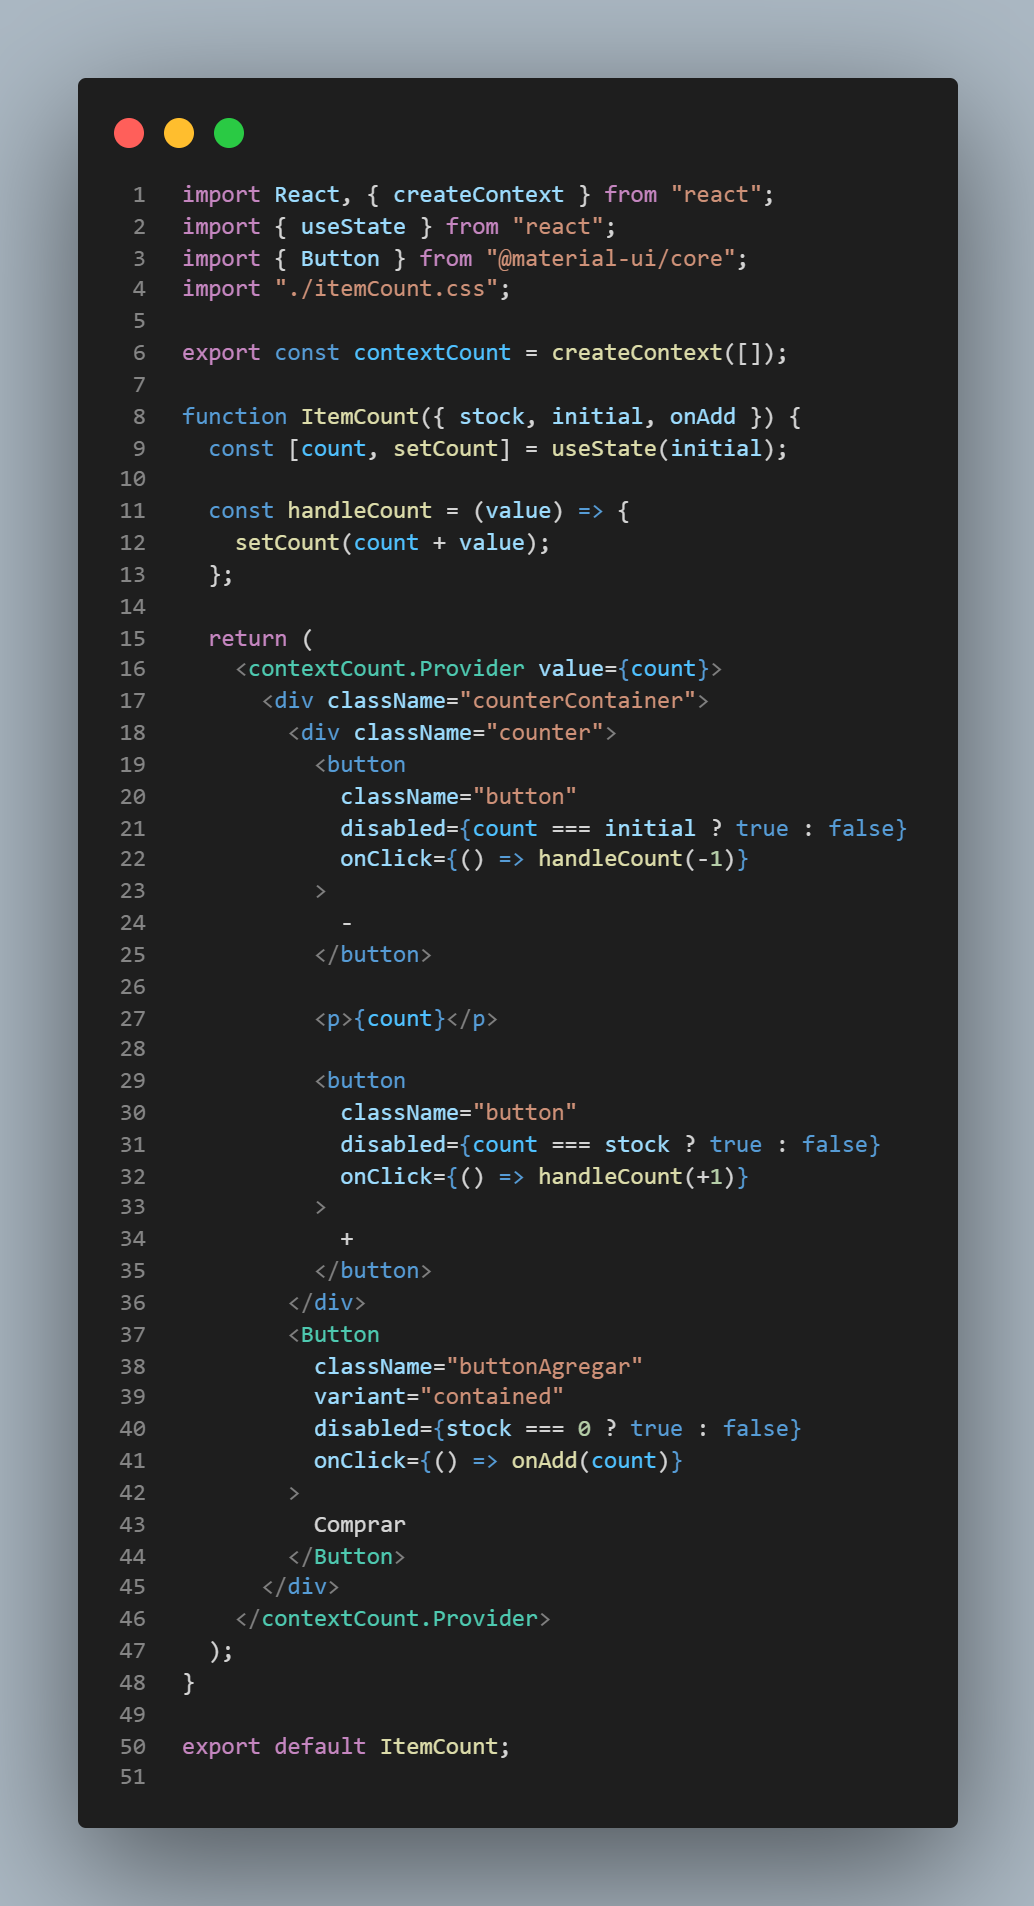 1 import React, { createContext } from "react";
2 import { useState } from "react";
3 import { Button } from "@material-ui/core";
4 import "./itemCount.css";
5
6 export const contextCount = createContext([]);
7
8 function ItemCount({ stock, initial, onAdd }) {
9   const [count, setCount] = useState(initial);
10
11   const handleCount = (value) => {
12     setCount(count + value);
13   };
14
15   return (
16     <contextCount.Provider value={count}>
17       <div className="counterContainer">
18         <div className="counter">
19           <button
20             className="button"
21             disabled={count === initial ? true : false}
22             onClick={() => handleCount(-1)}
23           >
24             -
25           </button>
26
27           <p>{count}</p>
28
29           <button
30             className="button"
31             disabled={count === stock ? true : false}
32             onClick={() => handleCount(+1)}
33           >
34             +
35           </button>
36         </div>
37         <Button
38           className="buttonAgregar"
39           variant="contained"
40           disabled={stock === 0 ? true : false}
41           onClick={() => onAdd(count)}
42         >
43           Comprar
44         </Button>
45       </div>
46     </contextCount.Provider>
47   );
48 }
49
50 export default ItemCount;
51